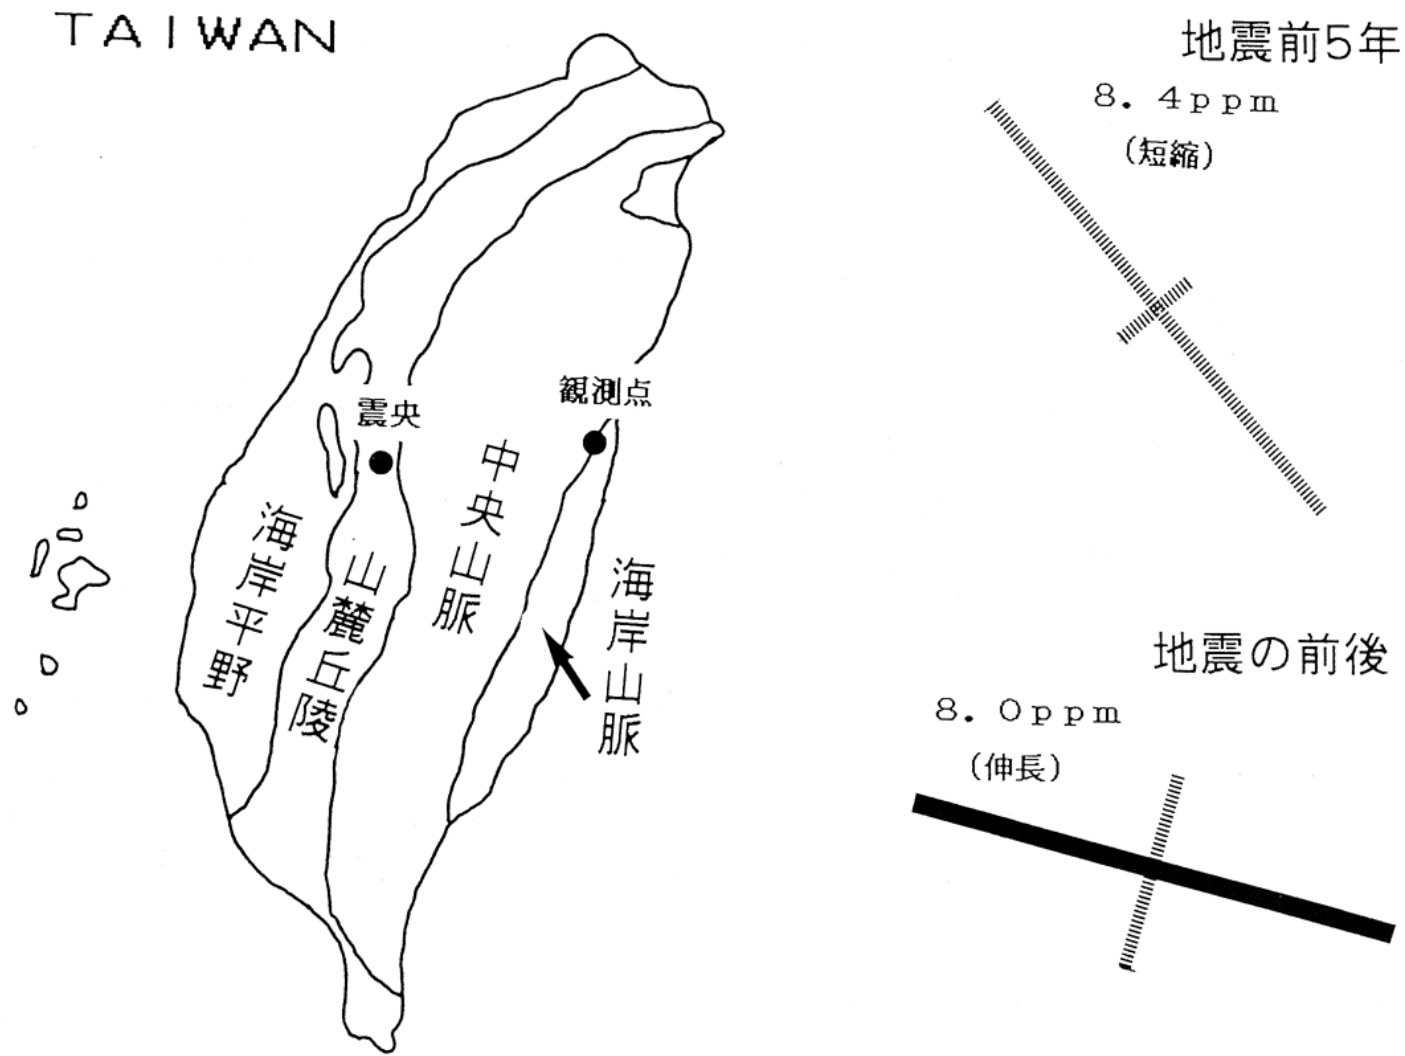 TAIWAN
地震前5年
8.4ppm
(短縮)
観測点
震央
中央山脈
海岸平野
山麓丘陵
海岸山脈
地震の前後
8.0ppm
(伸長)